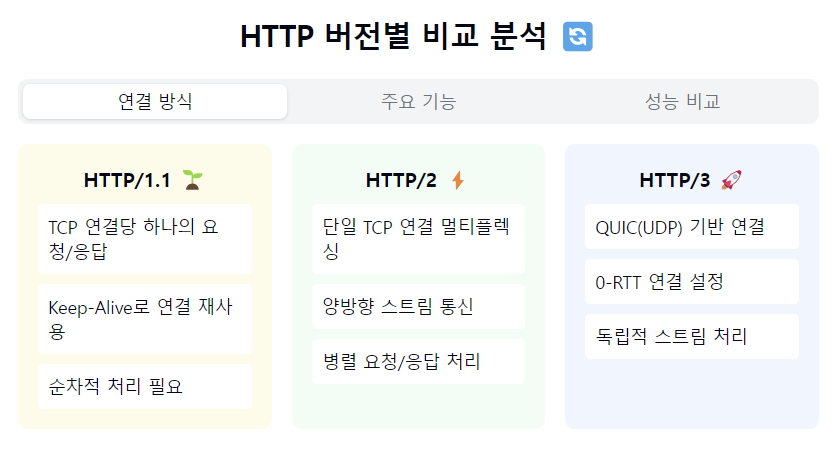 HTTP 버전별 비교 분석 🔄
연결 방식
주요 기능
성능 비교
HTTP/1.1 🌱
TCP 연결당 하나의 요
청/응답
Keep-Alive로 연결 재사
용
순차적 처리 필요
HTTP/2 ⚡
단일 TCP 연결 멀티플렉
싱
양방향 스트림 통신
병렬 요청/응답 처리
HTTP/3 🚀
QUIC(UDP) 기반 연결
0-RTT 연결 설정
독립적 스트림 처리